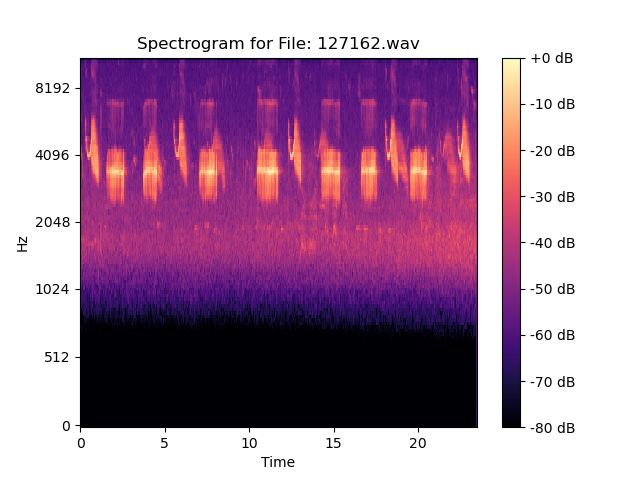 Spectrogram for File: 127162.wav
Hz
8192
4096
2048
1024
512
0
0 5 10 15 20
Time
+0 dB
-10 dB
-20 dB
-30 dB
-40 dB
-50 dB
-60 dB
-70 dB
-80 dB